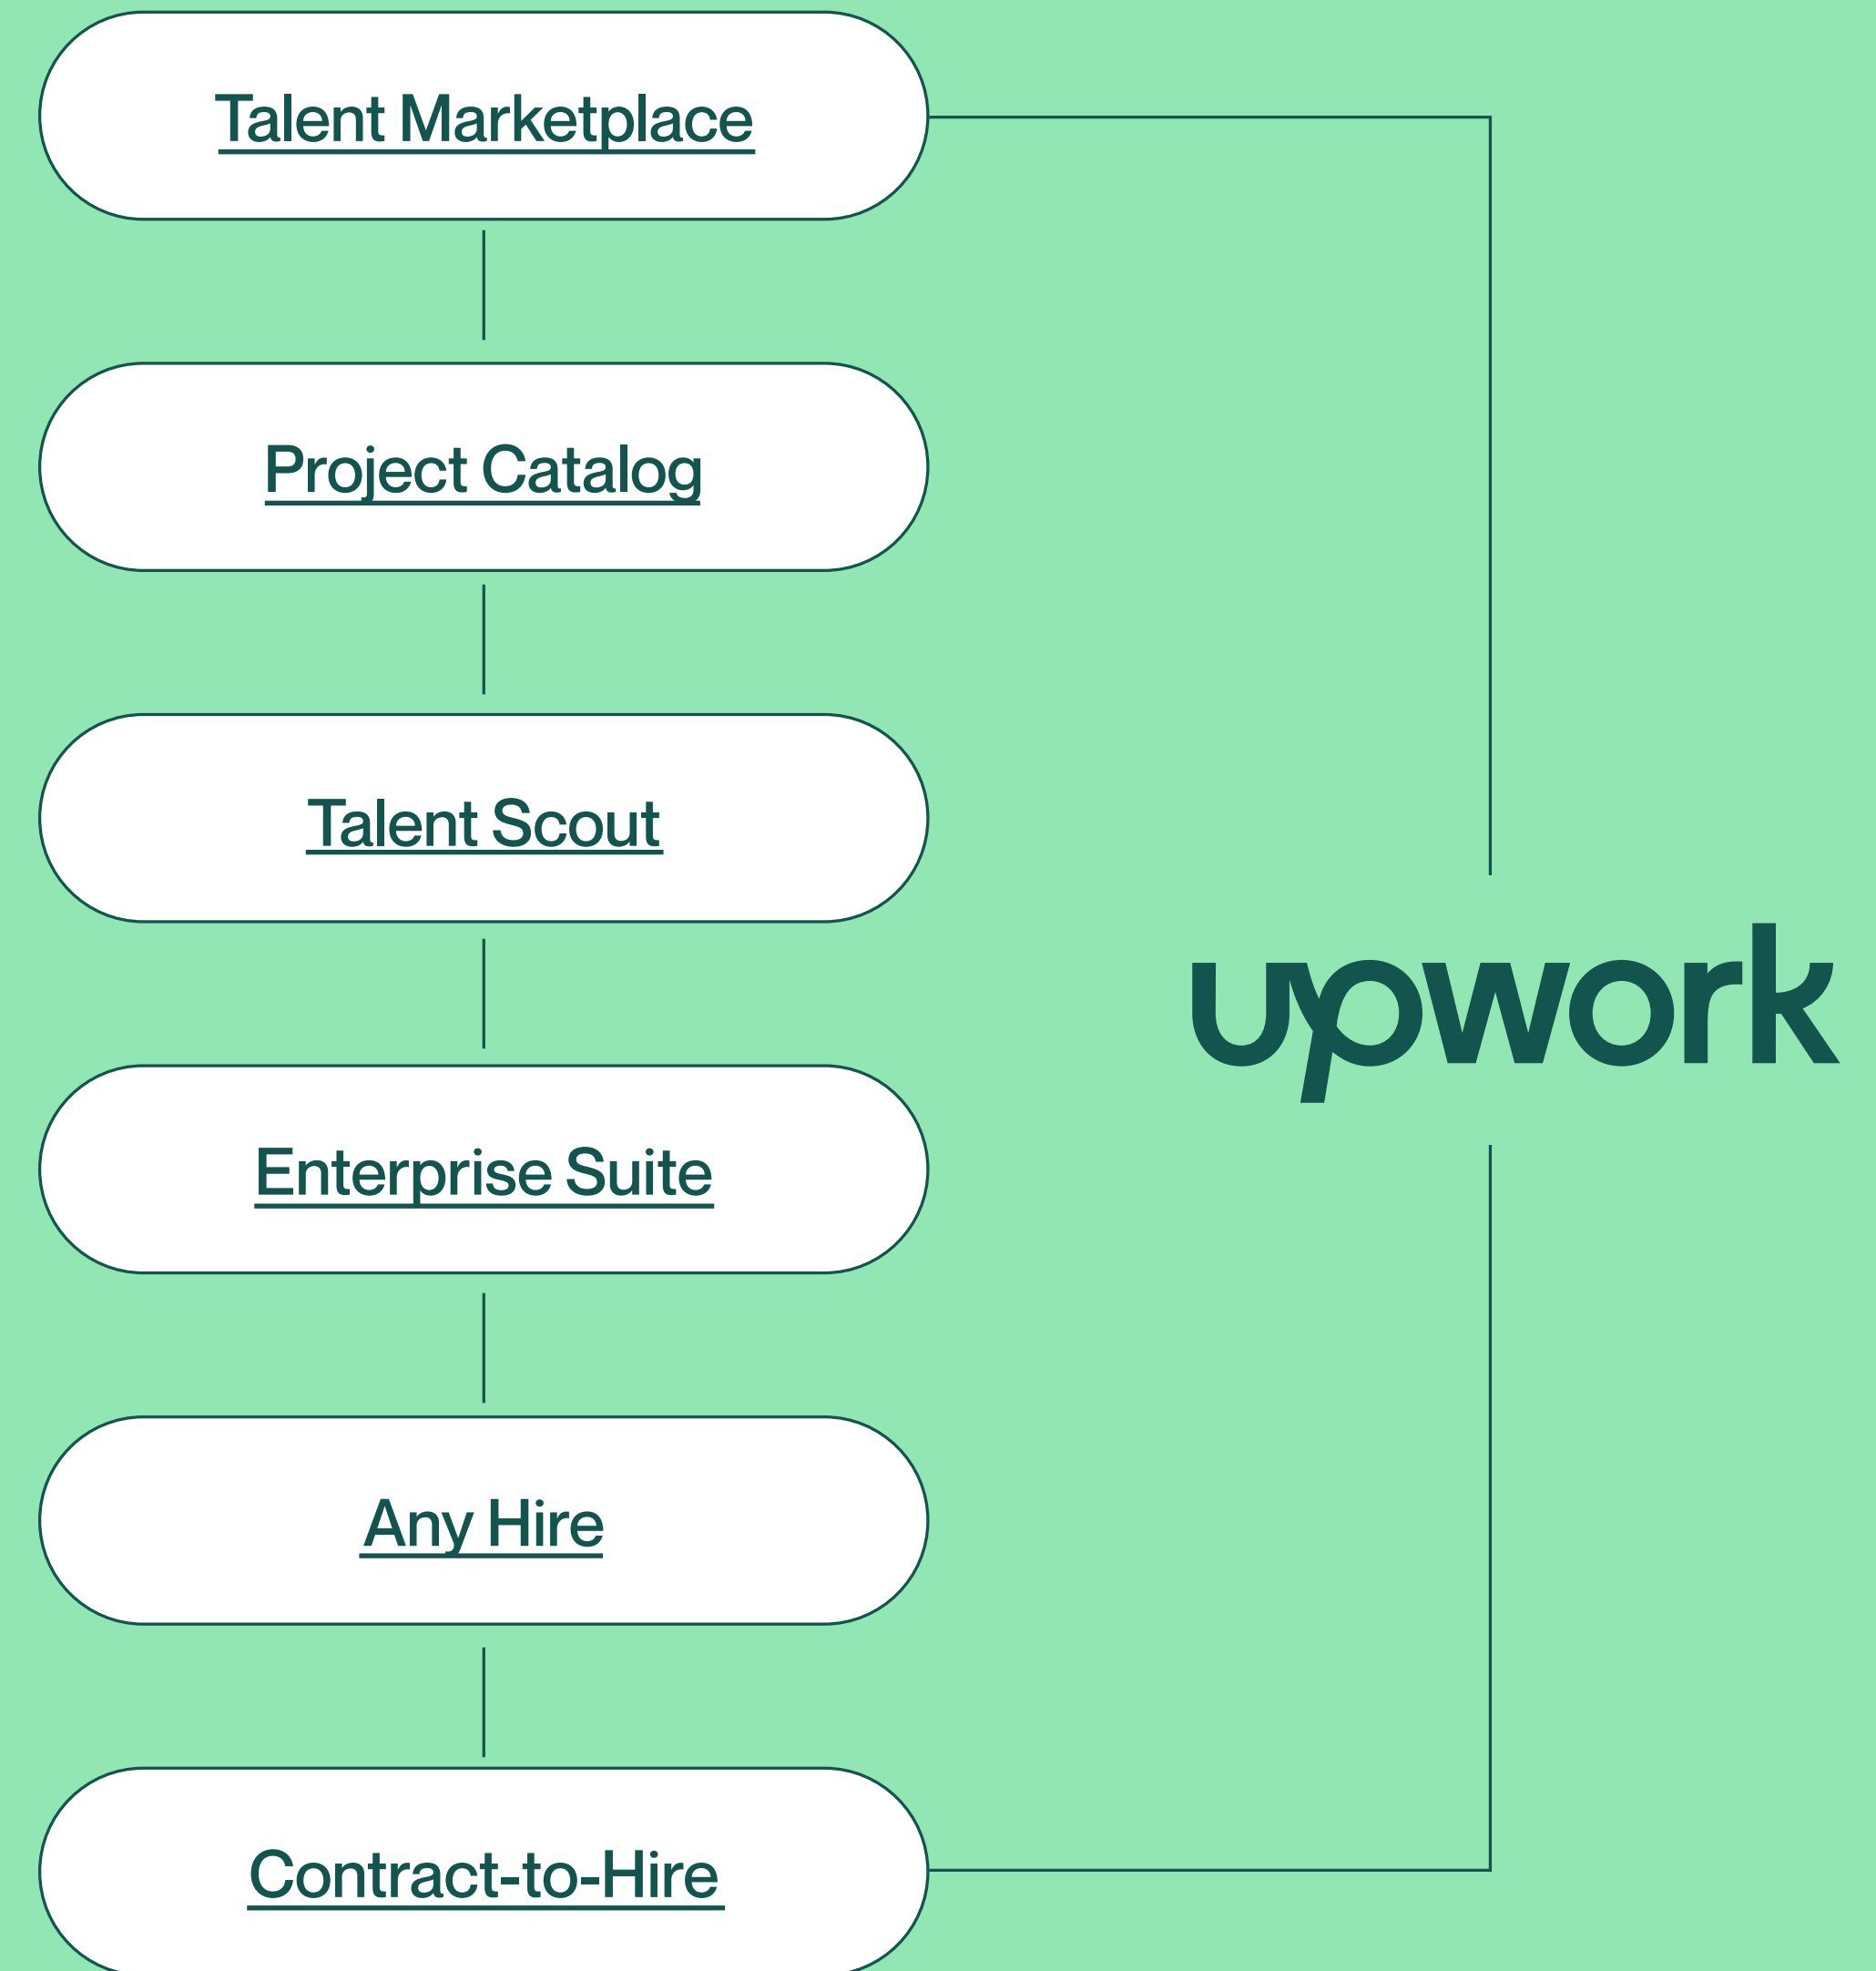 Talent Marketplace
Project Catalog
Talent Scout
Enterprise Suite
Any Hire
Contract-to-Hire
upwork